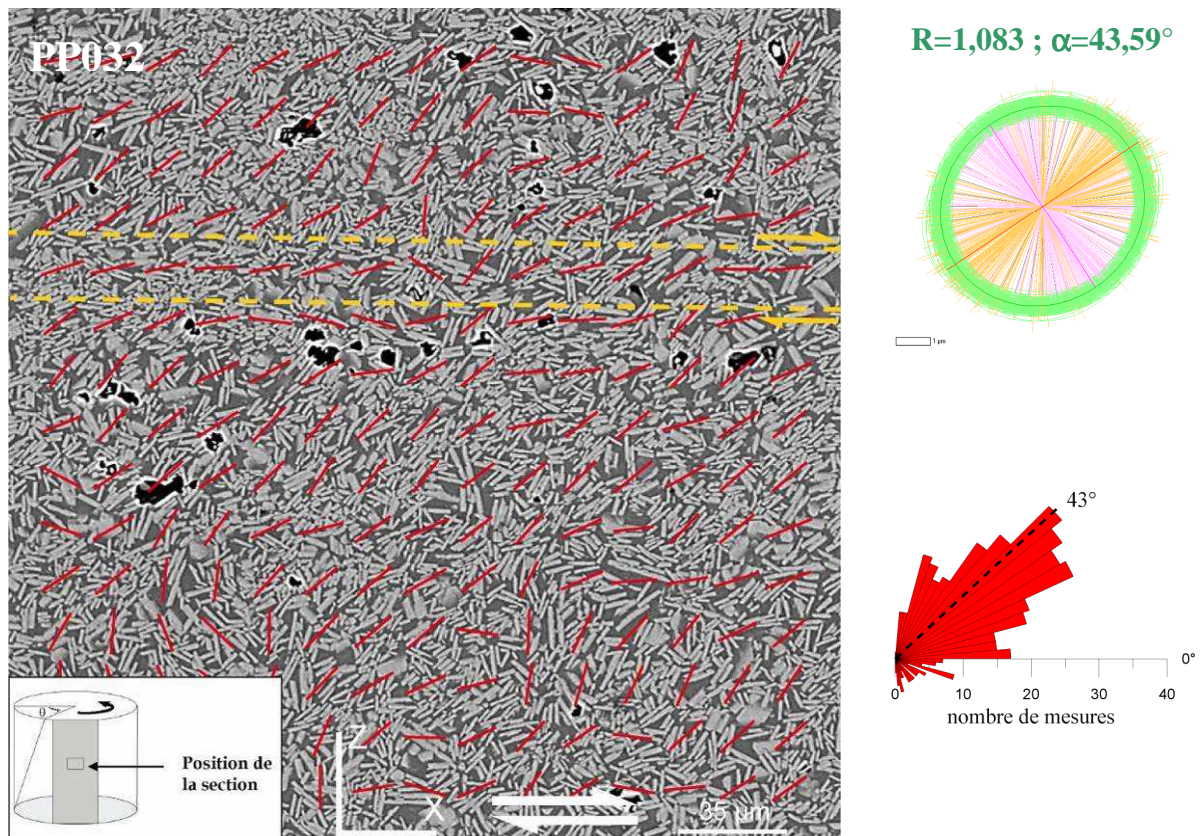 PP032
R=1,083 ; α=43,59°
1 µm
43°
0°
0 10 20 30 40
nombre de mesures
θ
Position de
la section
Z
X
35 µm